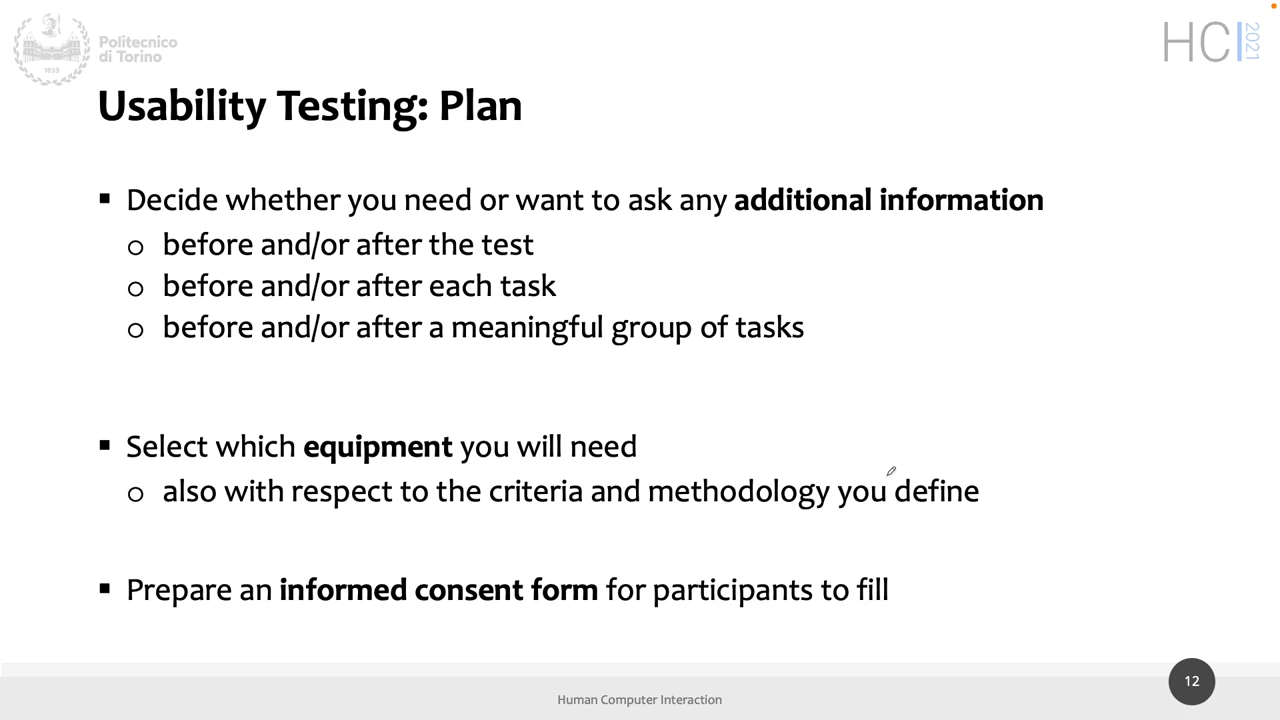 Politecnico
di Torino
1859
HCI 2021
Usability Testing: Plan
▪ Decide whether you need or want to ask any additional information
o before and/or after the test
o before and/or after each task
o before and/or after a meaningful group of tasks
▪ Select which equipment you will need
o also with respect to the criteria and methodology you define
▪ Prepare an informed consent form for participants to fill
Human Computer Interaction
12